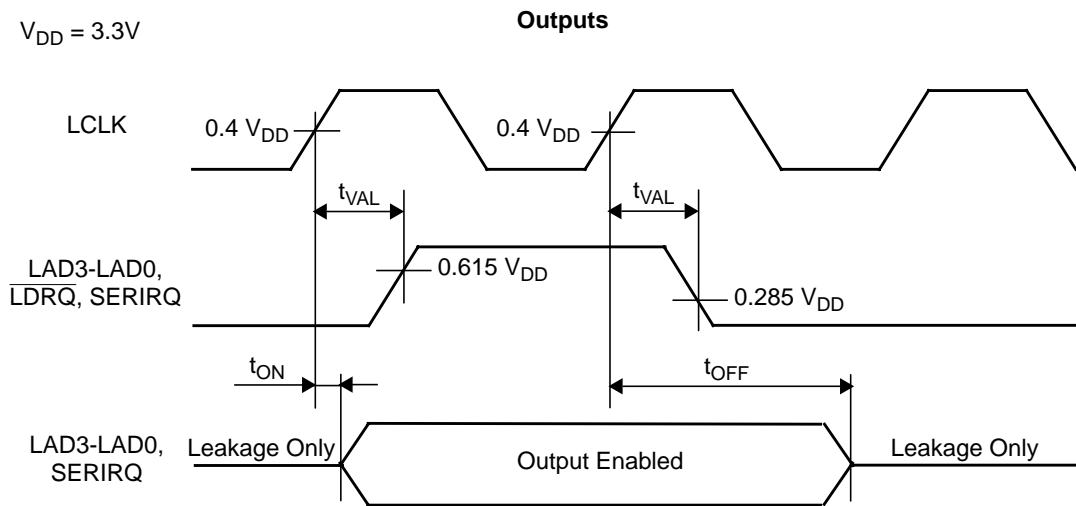 Outputs
V_DD = 3.3V
LCLK
0.4 V_DD
0.4 V_DD
t_VAL
t_VAL
LAD3-LAD0,
LDRQ, SERIRQ
0.615 V_DD
0.285 V_DD
t_ON
t_OFF
LAD3-LAD0,
SERIRQ
Leakage Only
Output Enabled
Leakage Only